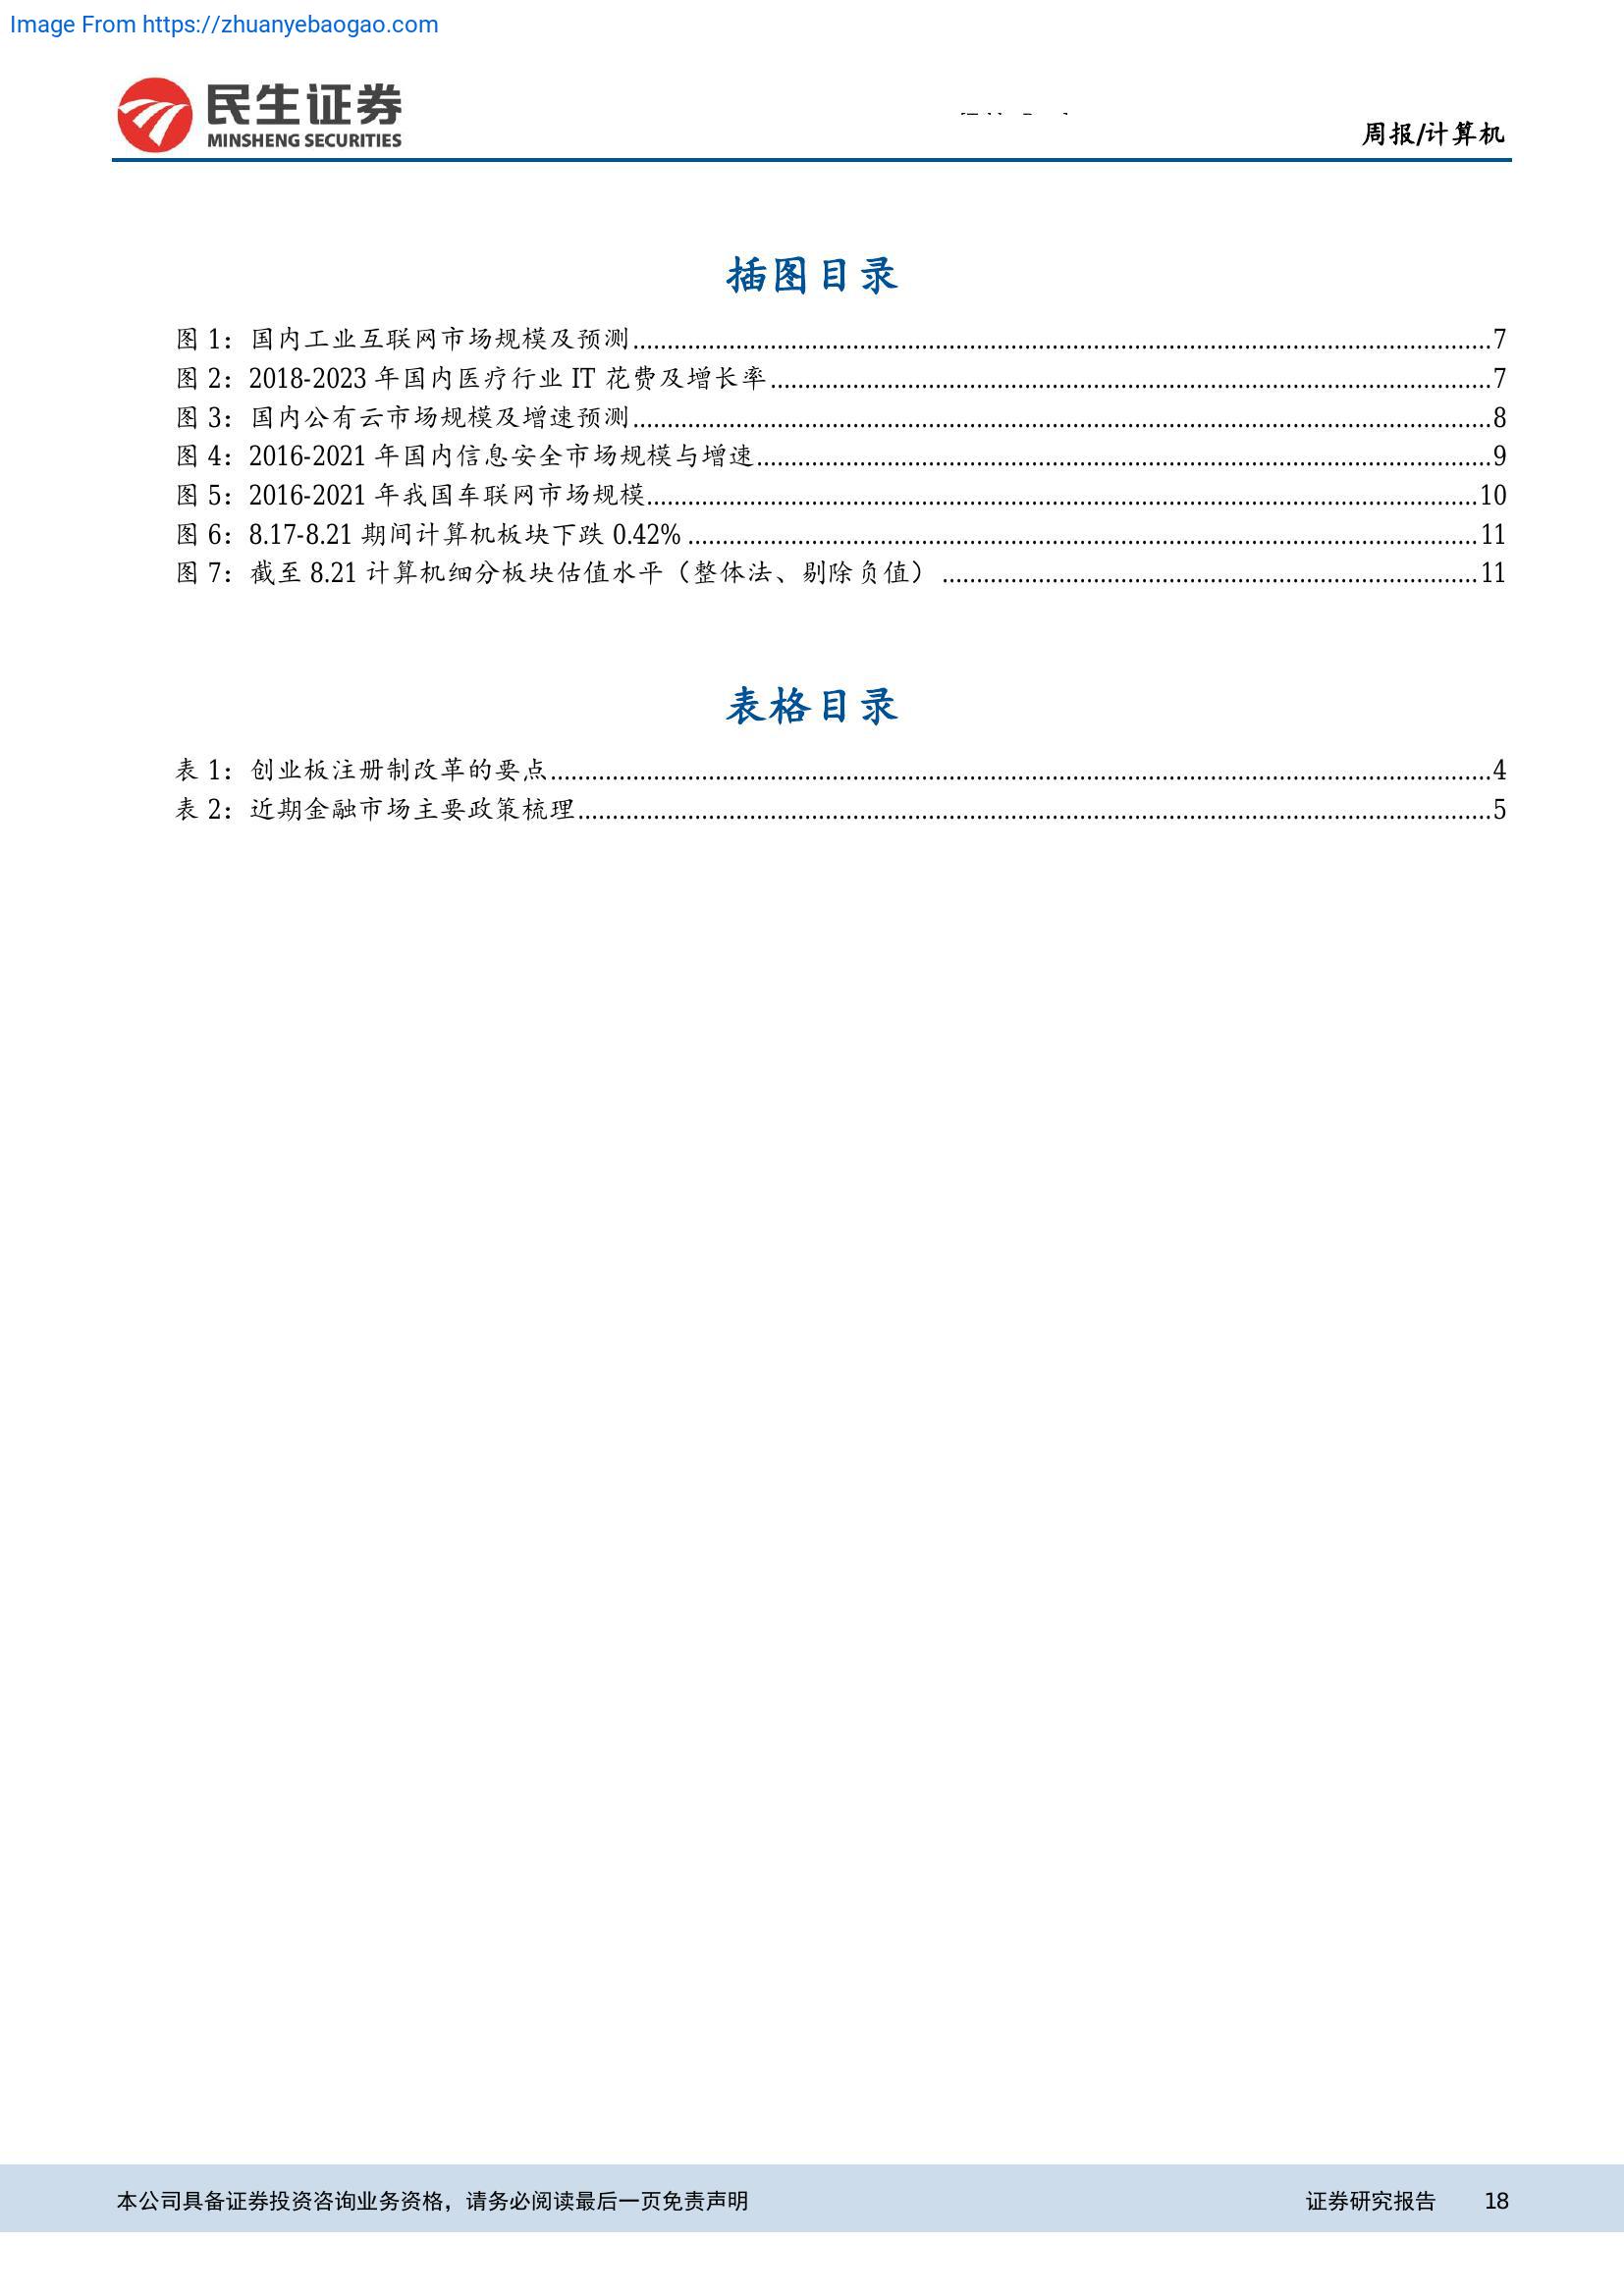 Image From https://zhuanyebaogao.com
民生证券
MINSHENG SECURITIES
周报/计算机
插图目录
图 1：国内工业互联网市场规模及预测........................7
图 2：2018-2023 年国内医疗行业 IT 花费及增长率........................7
图 3：国内公有云市场规模及增速预测........................8
图 4：2016-2021 年国内信息安全市场规模与增速........................9
图 5：2016-2021 年我国车联网市场规模........................10
图 6：8.17-8.21 期间计算机板块下跌 0.42% ........................11
图 7：截至 8.21 计算机细分板块估值水平（整体法、剔除负值） ........................11
表格目录
表 1：创业板注册制改革的要点........................4
表 2：近期金融市场主要政策梳理........................5
本公司具备证券投资咨询业务资格，请务必阅读最后一页免责声明 证券研究报告 18